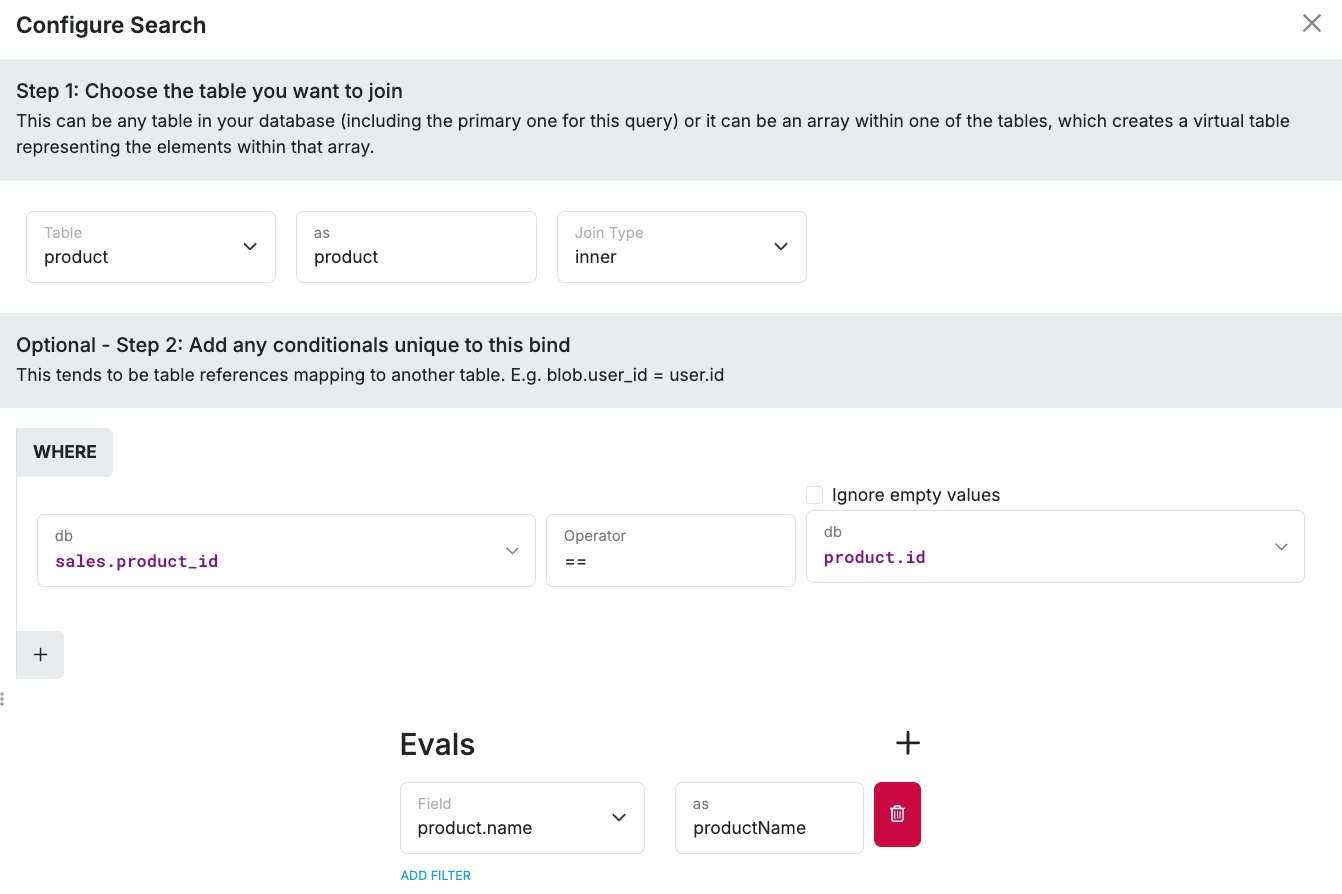 Configure Search
Step 1: Choose the table you want to join
This can be any table in your database (including the primary one for this query) or it can be an array within one of the tables, which creates a virtual table
representing the elements within that array.
Table
product
as
product
Join Type
inner
Optional - Step 2: Add any conditionals unique to this bind
This tends to be table references mapping to another table. E.g. blob.user_id = user.id
WHERE
Ignore empty values
db
sales.product_id
Operator
==
db
product.id
+
Evals
Field
product.name
as
productName
ADD FILTER